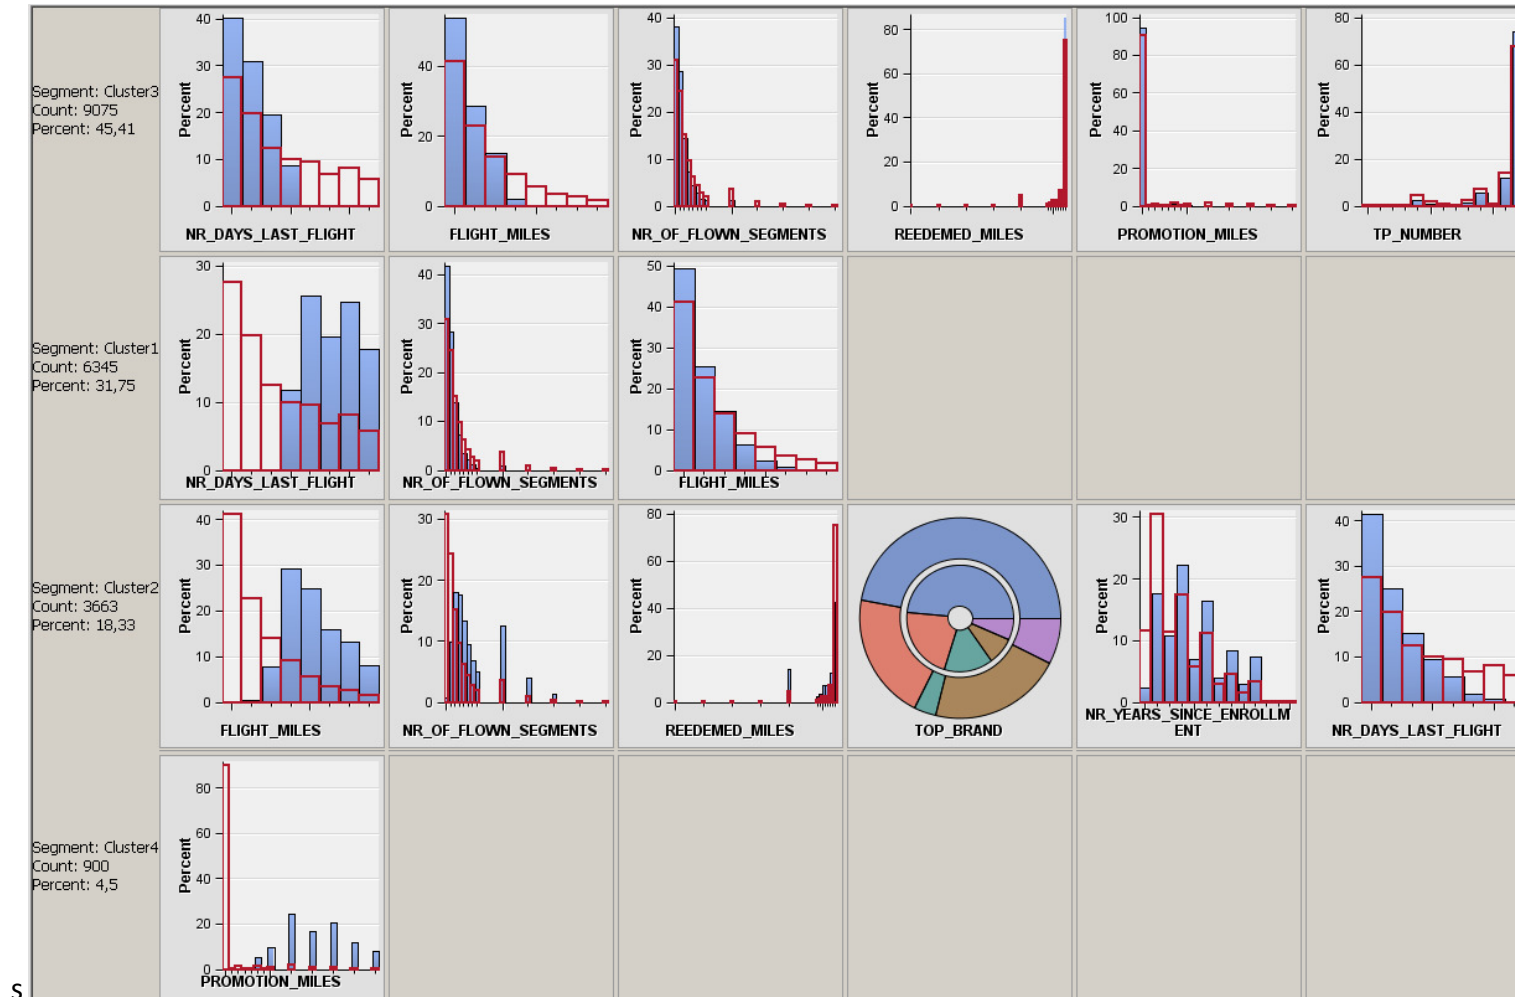 Segment: Cluster3
Count: 9075
Percent: 45,41
Percent
40
30
20
10
0
NR_DAYS_LAST_FLIGHT
Percent
40
20
0
FLIGHT_MILES
Percent
40
30
20
10
0
NR_OF_FLOWN_SEGMENTS
Percent
80
60
40
20
0
REEDEMED_MILES
Percent
100
80
60
40
20
0
PROMOTION_MILES
Percent
80
60
40
20
0
TP_NUMBER
Segment: Cluster1
Count: 6345
Percent: 31,75
Percent
30
20
10
0
NR_DAYS_LAST_FLIGHT
Percent
40
30
20
10
0
NR_OF_FLOWN_SEGMENTS
Percent
50
40
30
20
10
0
FLIGHT_MILES
Segment: Cluster2
Count: 3663
Percent: 18,33
Percent
40
30
20
10
0
FLIGHT_MILES
Percent
30
20
10
0
NR_OF_FLOWN_SEGMENTS
Percent
80
60
40
20
0
REEDEMED_MILES
TOP_BRAND
Percent
30
20
10
0
NR_YEARS_SINCE_ENROLLM
ENT
Percent
40
30
20
10
0
NR_DAYS_LAST_FLIGHT
Segment: Cluster4
Count: 900
Percent: 4,5
Percent
80
60
40
20
0
PROMOTION_MILES
s